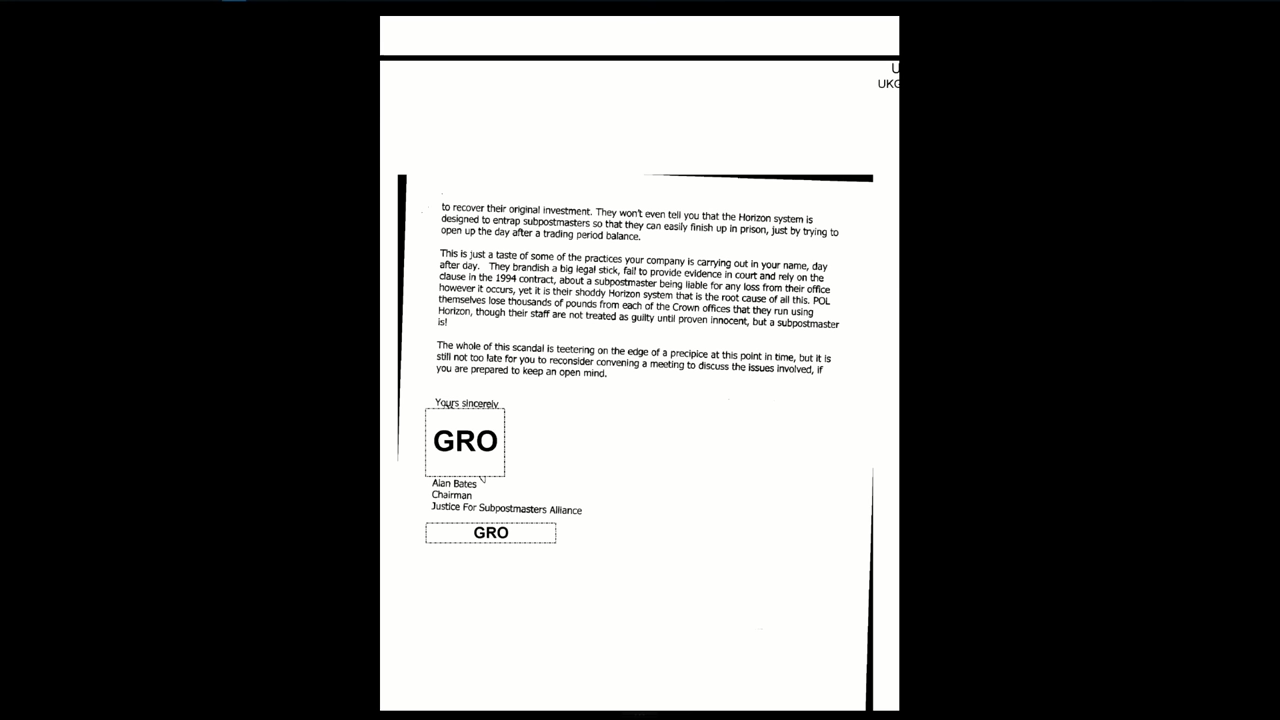 U
UKG
to recover their original investment. They won't even tell you that the Horizon system is
designed to entrap subpostmasters so that they can easily finish up in prison, just by trying to
open up the day after a trading period balance.
This is just a taste of some of the practices your company is carrying out in your name, day
after day. They brandish a big legal stick, fail to provide evidence in court and rely on the
clause in the 1994 contract, about a subpostmaster being liable for any loss from their office
however it occurs, yet it is their shoddy Horizon system that is the root cause of all this. POL
themselves lose thousands of pounds from each of the Crown offices that they run using
Horizon, though their staff are not treated as guilty until proven innocent, but a subpostmaster
is!
The whole of this scandal is teetering on the edge of a precipice at this point in time, but it is
still not too late for you to reconsider convening a meeting to discuss the issues involved, if
you are prepared to keep an open mind.
Yours sincerely
GRO
Alan Bates
Chairman
Justice For Subpostmasters Alliance
GRO